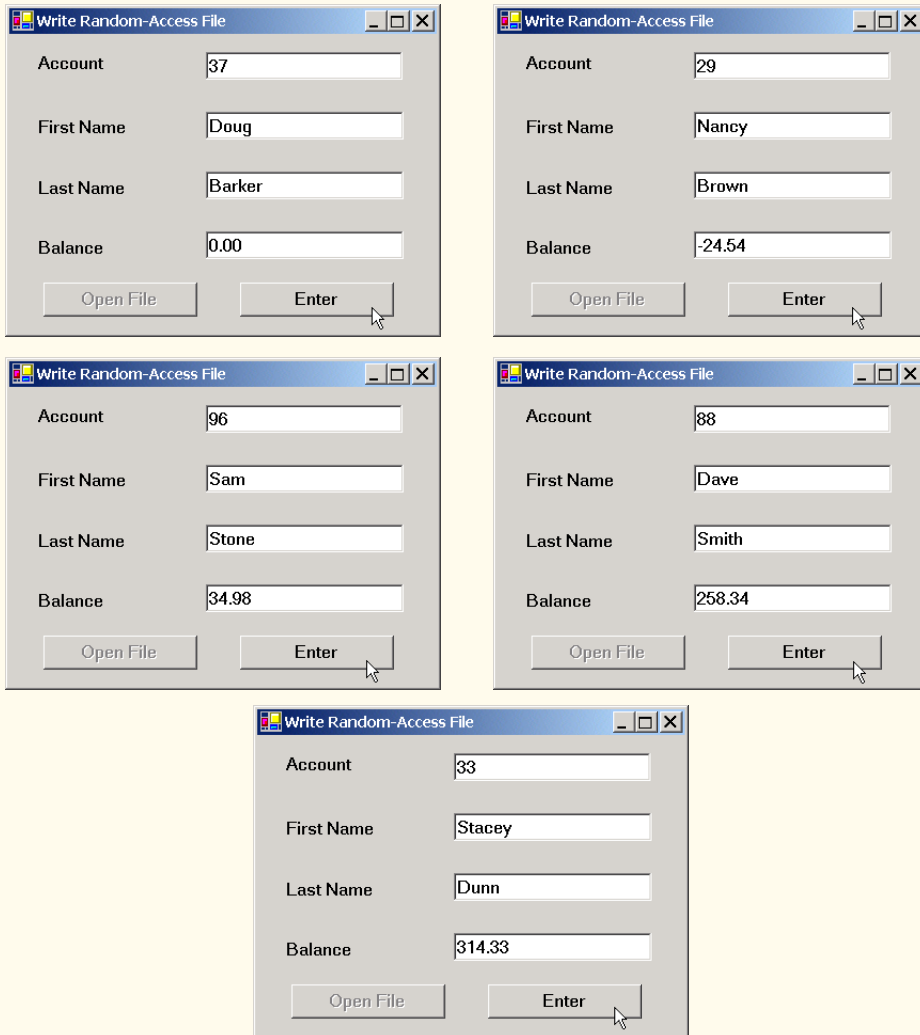 Write Random-Access File
Account 37
First Name Doug
Last Name Barker
Balance 0.00
Open File Enter
Write Random-Access File
Account 29
First Name Nancy
Last Name Brown
Balance -24.54
Open File Enter
Write Random-Access File
Account 96
First Name Sam
Last Name Stone
Balance 34.98
Open File Enter
Write Random-Access File
Account 88
First Name Dave
Last Name Smith
Balance 258.34
Open File Enter
Write Random-Access File
Account 33
First Name Stacey
Last Name Dunn
Balance 314.33
Open File Enter